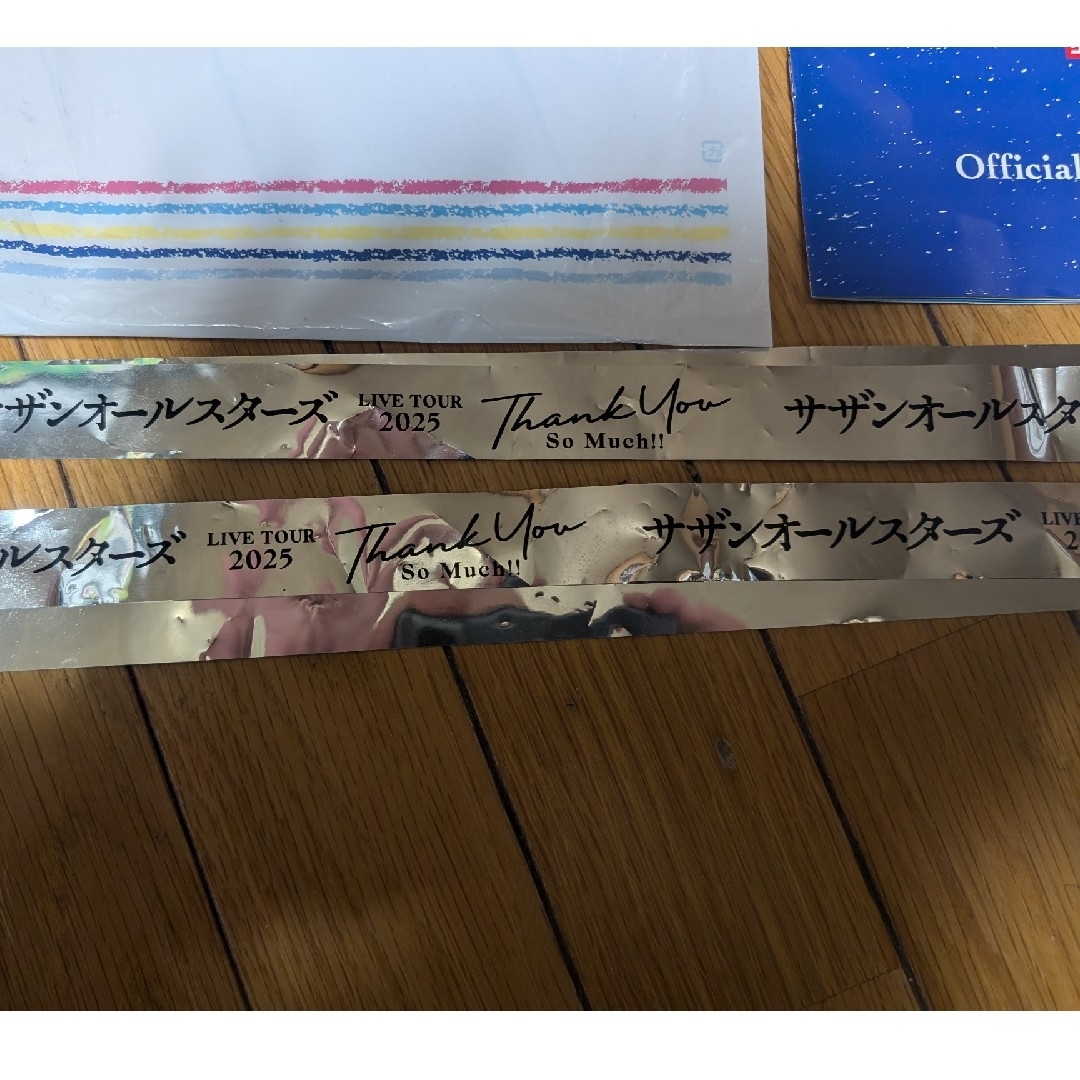 Official
サザンオールスターズ LIVE TOUR 2025 Thank You So Much!! サザンオールスタ
ルスターズ LIVE TOUR 2025 Thank You So Much!! サザンオールスターズ LIVE